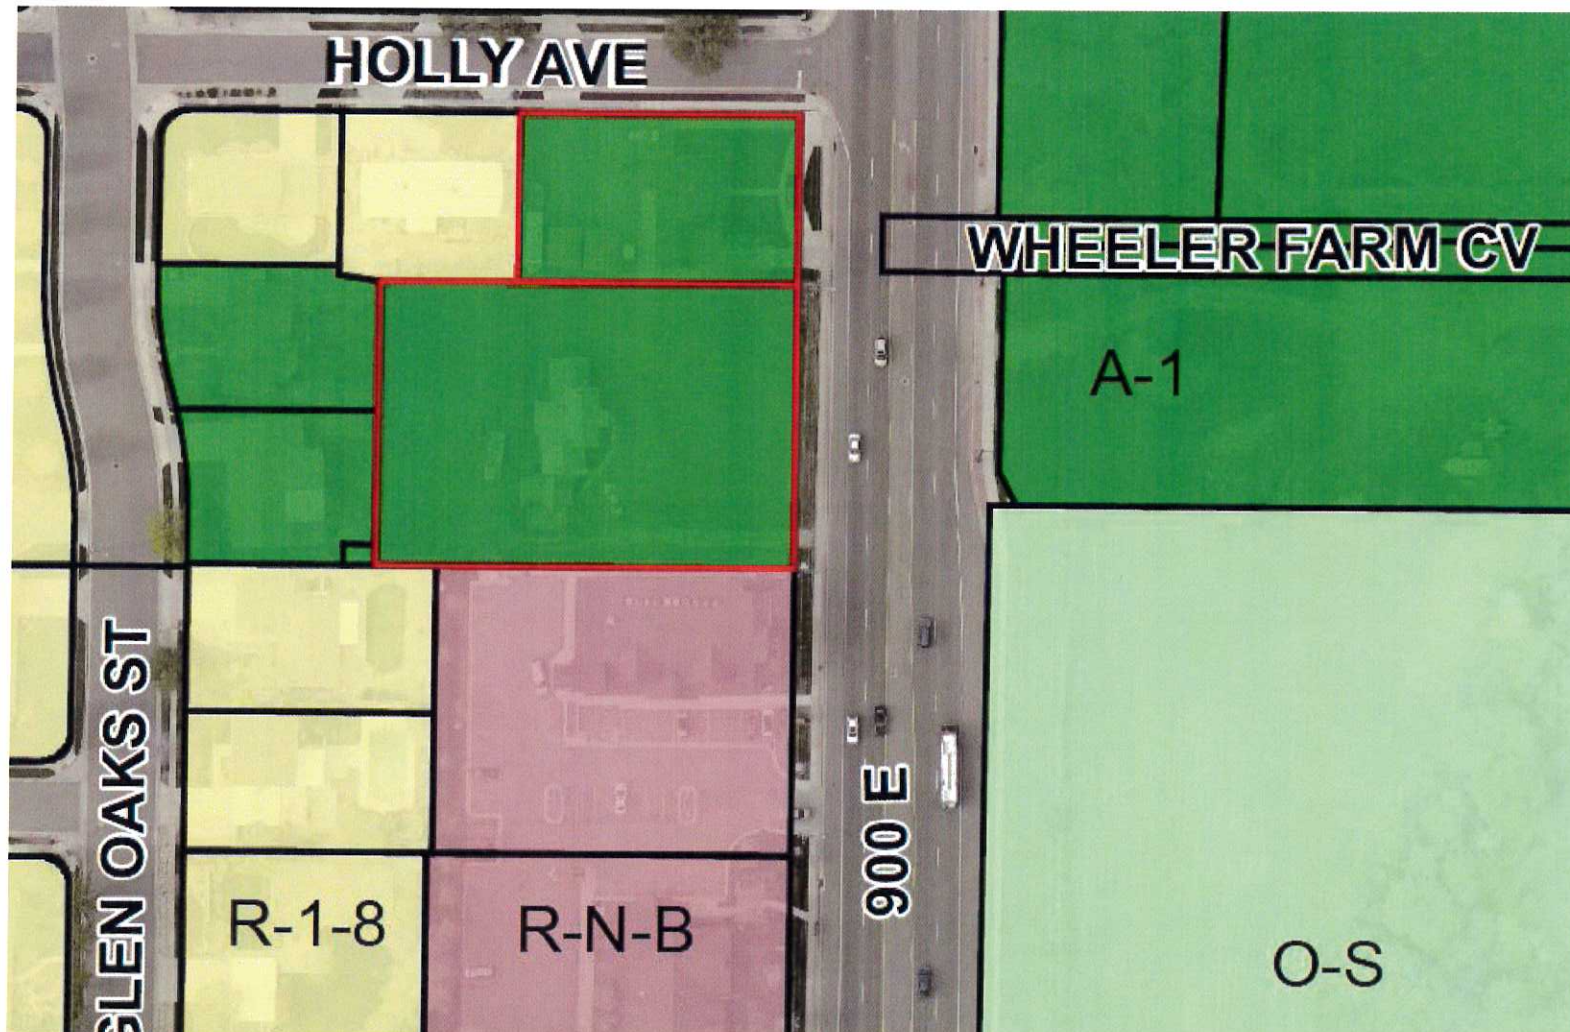 HOLLY AVE
WHEELER FARM CV
A-1
GLEN OAKS ST
900 E
R-1-8
R-N-B
O-S